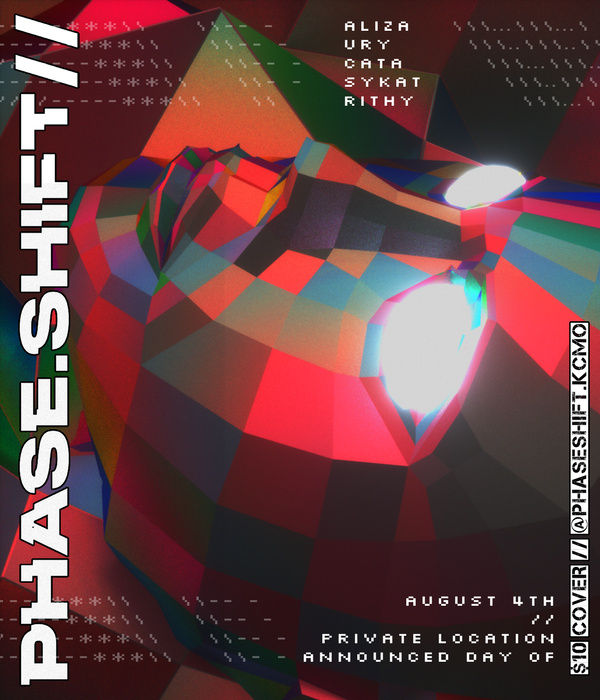 PHASE.SHIFT //
ALIZA
URY
CATA
SYKAT
RITHY
$10 COVER // @PHASESHIFT.KCMO
AUGUST 4TH
//
PRIVATE LOCATION
ANNOUNCED DAY OF